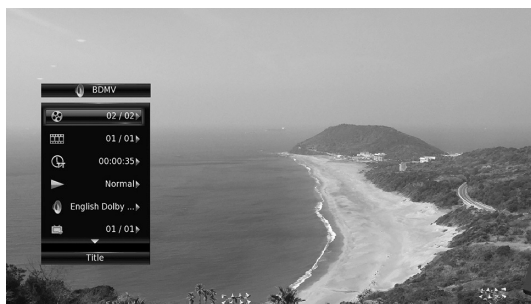 BDMV
02 / 02
01 / 01
00:00:35
Normal
English Dolby ...
01 / 01
Title